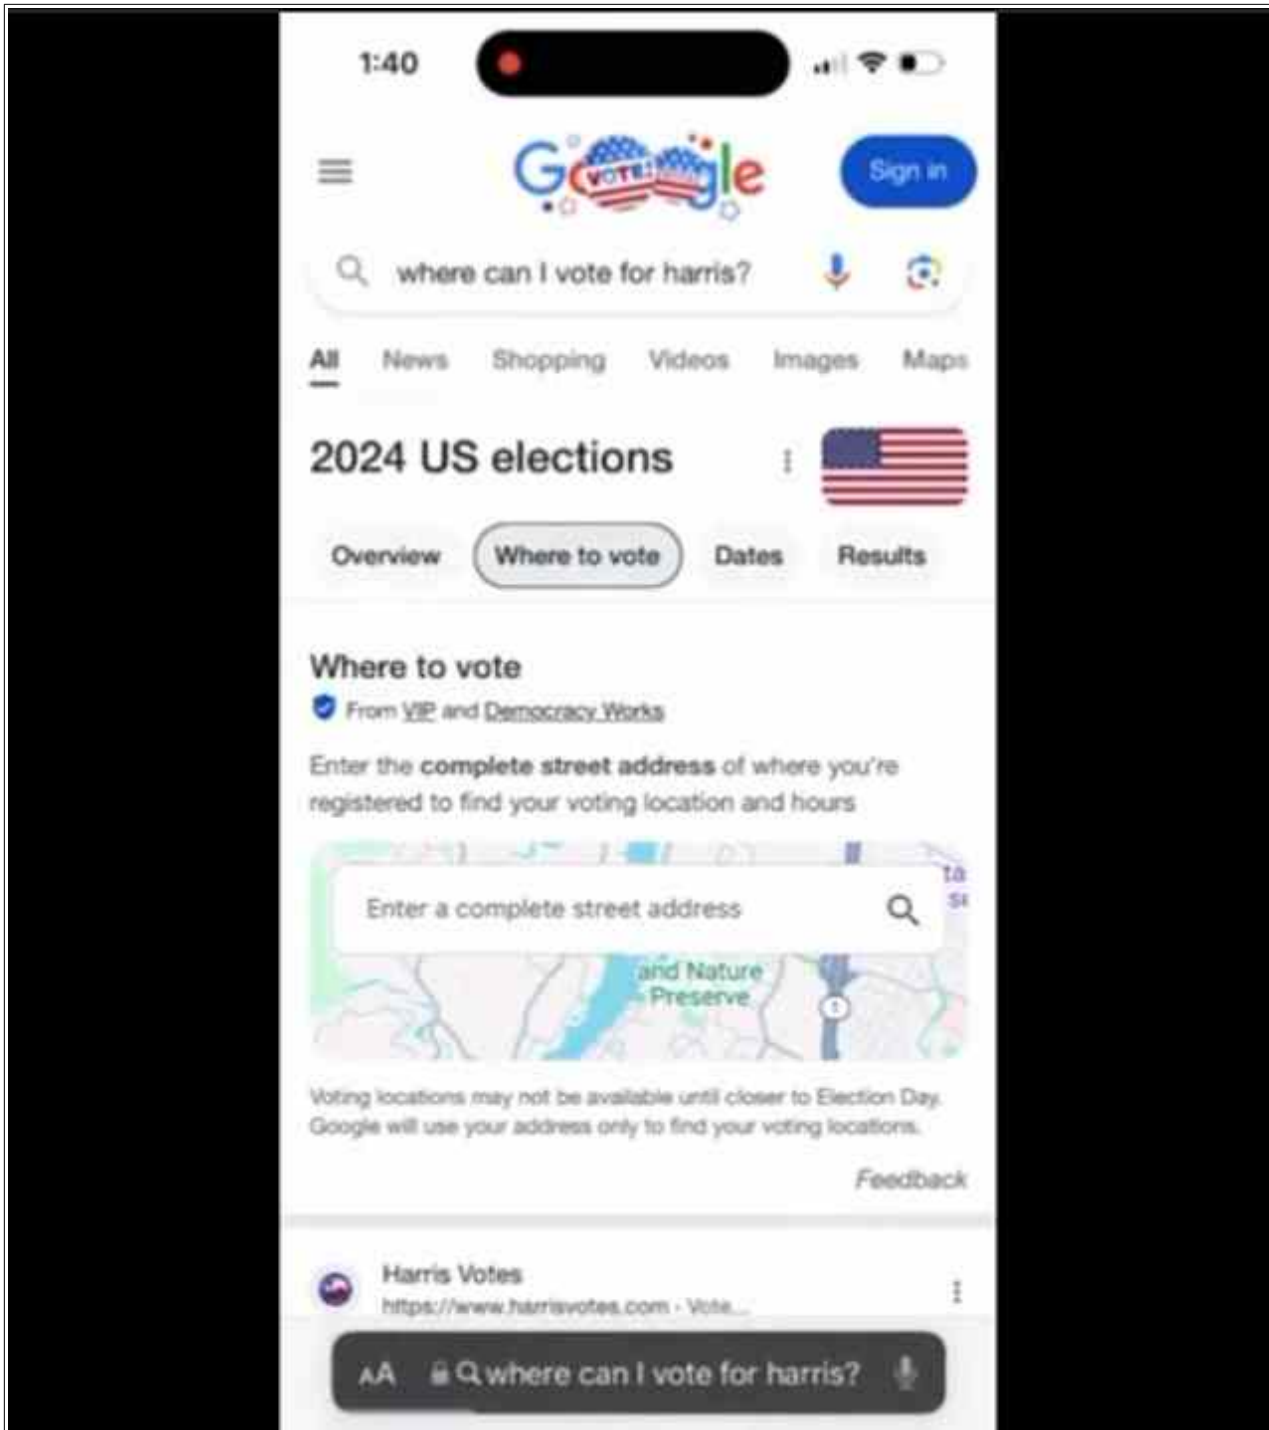 1:40
Google
VOTE!
Sign in
where can I vote for harris?
All News Shopping Videos Images Maps
2024 US elections
Overview Where to vote Dates Results
Where to vote
From VIP and Democracy Works
Enter the complete street address of where you're
registered to find your voting location and hours
Enter a complete street address
and Nature
Preserve
1
Voting locations may not be available until closer to Election Day.
Google will use your address only to find your voting locations.
Feedback
Harris Votes
https://www.harrisvotes.com › Vote...
AA where can I vote for harris?